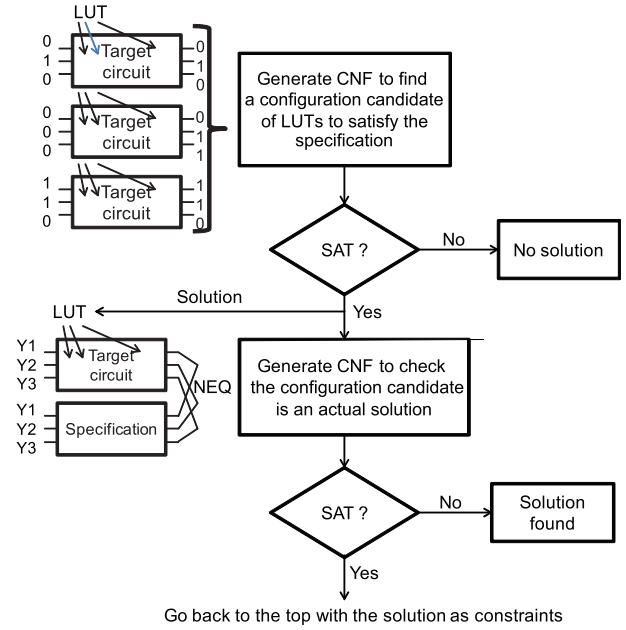 LUT
0
1
0
Target
circuit
0
1
0
0
0
0
Target
circuit
0
1
1
1
1
0
Target
circuit
1
1
0
Generate CNF to find
a configuration candidate
of LUTs to satisfy the
specification
SAT ?
No
No solution
Solution
Yes
LUT
Y1
Y2
Y3
Target
circuit
NEQ
Y1
Y2
Y3
Specification
Generate CNF to check
the configuration candidate
is an actual solution
SAT ?
No
Solution
found
Yes
Go back to the top with the solution as constraints